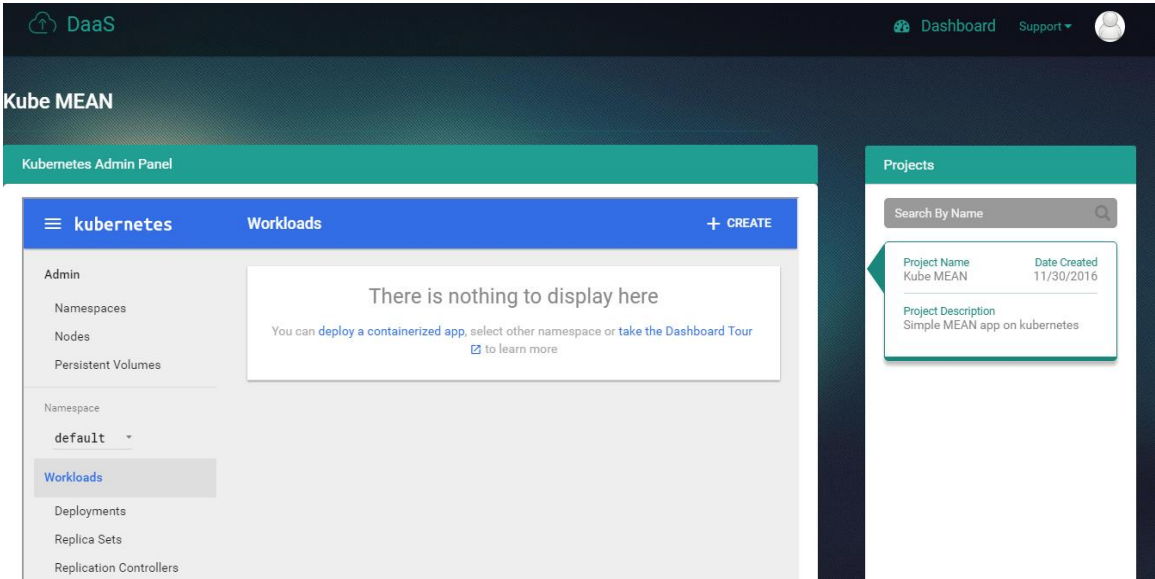 DaaS
Dashboard
Support
Kube MEAN
Kubernetes Admin Panel
kubernetes
Workloads
+ CREATE
Admin
Namespaces
Nodes
Persistent Volumes
Namespace
default
Workloads
Deployments
Replica Sets
Replication Controllers
There is nothing to display here
You can deploy a containerized app, select other namespace or take the Dashboard Tour
to learn more
Projects
Search By Name
Project Name Date Created
Kube MEAN 11/30/2016
Project Description
Simple MEAN app on kubernetes